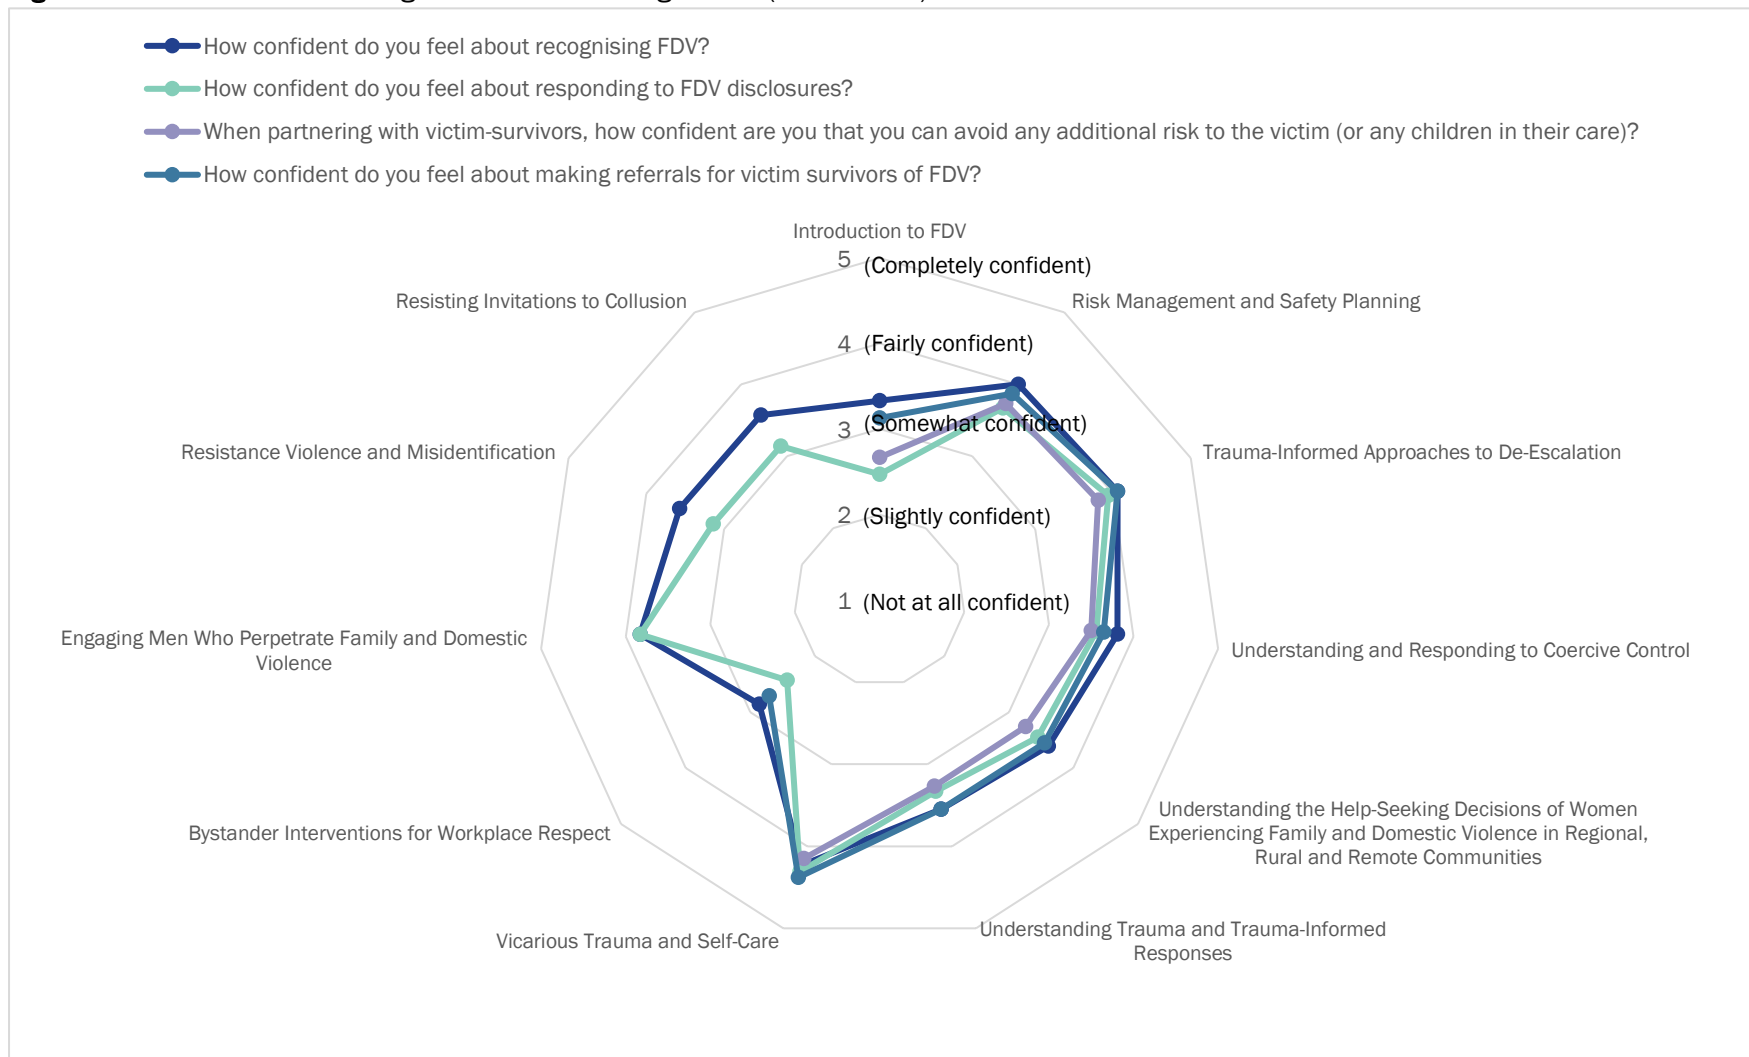 How confident do you feel about recognising FDV?
How confident do you feel about responding to FDV disclosures?
When partnering with victim-survivors, how confident are you that you can avoid any additional risk to the victim (or any children in their care)?
How confident do you feel about making referrals for victim survivors of FDV?
Introduction to FDV
5 (Completely confident)
Resisting Invitations to Collusion
Risk Management and Safety Planning
4 (Fairly confident)
3 (Somewhat confident)
Resistance Violence and Misidentification
Trauma-Informed Approaches to De-Escalation
2 (Slightly confident)
1 (Not at all confident)
Engaging Men Who Perpetrate Family and Domestic
Violence
Understanding and Responding to Coercive Control
Bystander Interventions for Workplace Respect
Understanding the Help-Seeking Decisions of Women
Experiencing Family and Domestic Violence in Regional,
Rural and Remote Communities
Vicarious Trauma and Self-Care
Understanding Trauma and Trauma-Informed
Responses